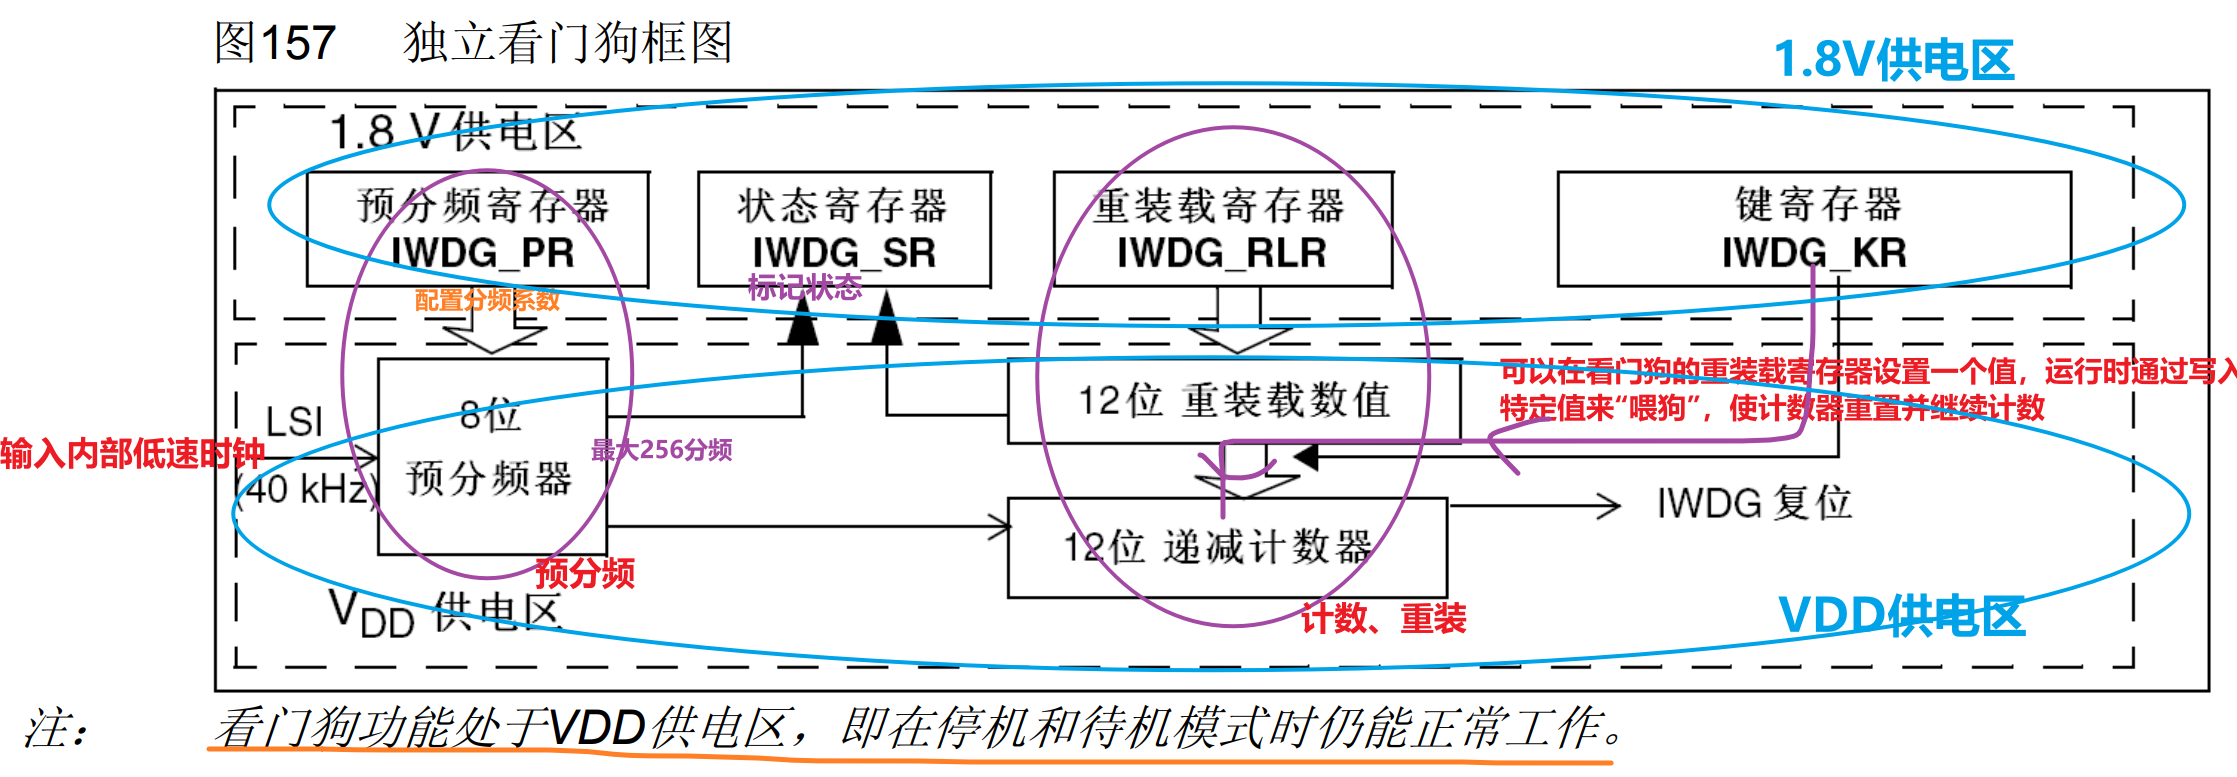 图157 独立看门狗框图
1.8V供电区
1.8 V 供电区
预分频寄存器
IWDG_PR
状态寄存器
IWDG_SR
重装载寄存器
IWDG_RLR
键寄存器
IWDG_KR
配置分频系数
标记状态
可以在看门狗的重装载寄存器设置一个值，运行时通过写入
特定值来“喂狗”，使计数器重置并继续计数
LSI
输入内部低速时钟
(40 kHz)
8位
预分频器
最大256分频
12位 重装载数值
12位 递减计数器
IWDG 复位
预分频
计数、重装
VDD 供电区
VDD供电区
注： 看门狗功能处于VDD供电区，即在停机和待机模式时仍能正常工作。